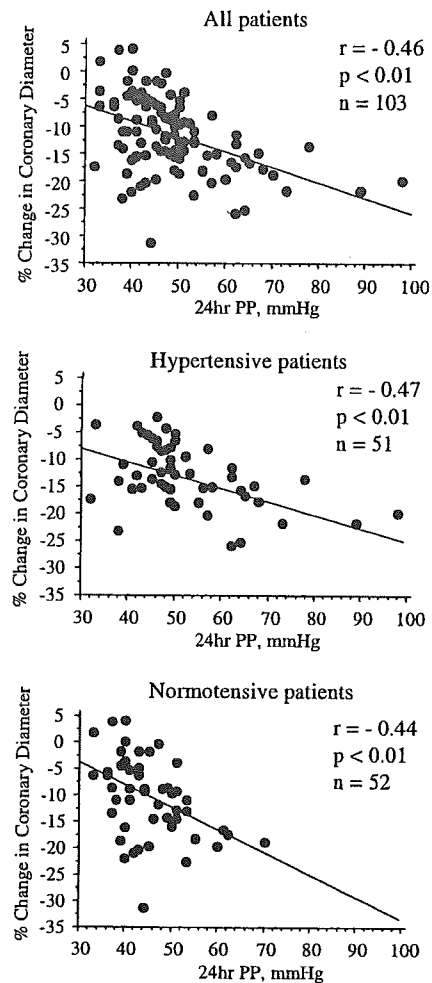 All patients
r = - 0.46
p < 0.01
n = 103
% Change in Coronary Diameter
5
0
-5
-10
-15
-20
-25
-30
-35
30 40 50 60 70 80 90 100
24hr PP, mmHg
Hypertensive patients
r = - 0.47
p < 0.01
n = 51
% Change in Coronary Diameter
5
0
-5
-10
-15
-20
-25
-30
-35
30 40 50 60 70 80 90 100
24hr PP, mmHg
Normotensive patients
r = - 0.44
p < 0.01
n = 52
% Change in Coronary Diameter
5
0
-5
-10
-15
-20
-25
-30
-35
30 40 50 60 70 80 90 100
24hr PP, mmHg